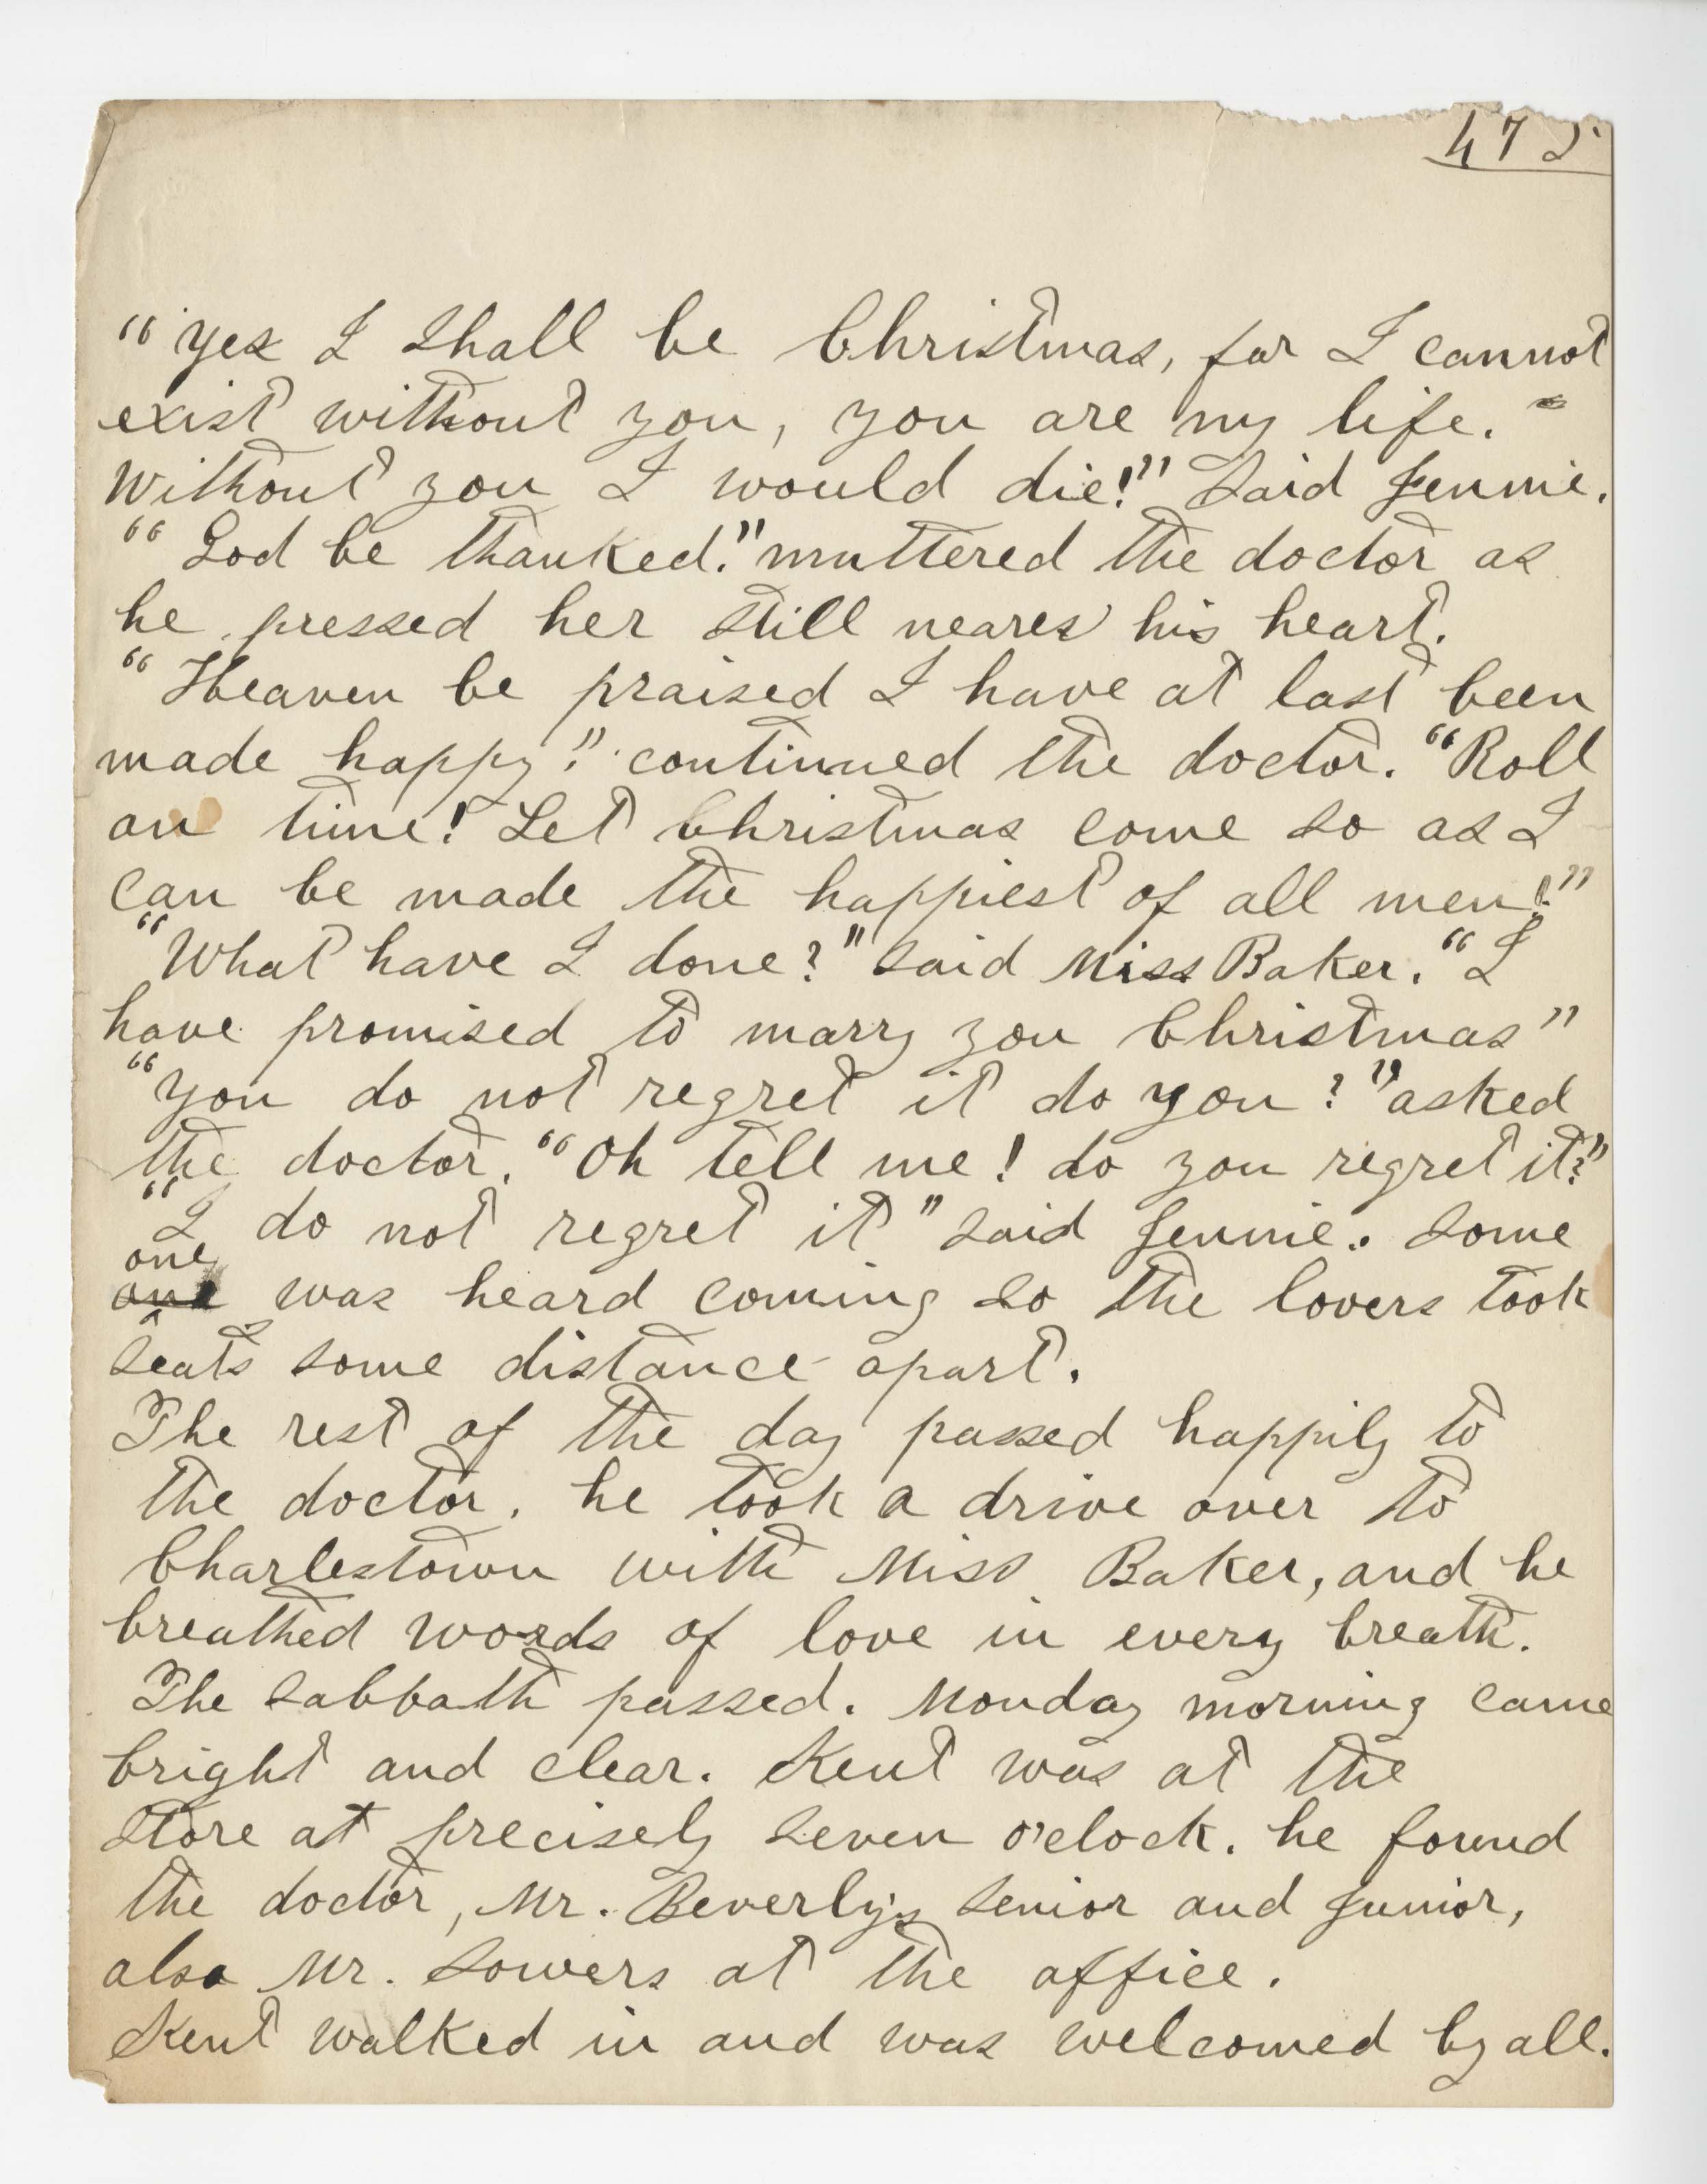 475
"Yes I shall be Christmas, for I cannot
exist without you, you are my life.
Without you I would die!" Said Jennie.
"God be thanked." muttered the doctor as
he pressed her still nearer his heart.
"Heaven be praised I have at last been
made happy!" continued the doctor. "Roll
on time! Let Christmas come so as I
can be made the happiest of all men!"
"What have I done?" said Miss Baker. "I
have promised to marry you Christmas"
"You do not regret it do you?" asked
the doctor. "Oh tell me! do you regret it?"
"I do not regret it" said Jennie. Some
one
was heard coming so the lovers took
seats some distance apart.
The rest of the day passed happily to
the doctor. he took a drive over to
Charlestown with Miss Baker, and he
breathed words of love in every breath.
The Sabbath passed. Monday morning came
bright and clear. Kent was at the
store at precisely seven o'clock. he found
the doctor, Mr. Beverly's Senior and Junior,
also Mr. Sowers at the office.
Kent walked in and was welcomed by all.